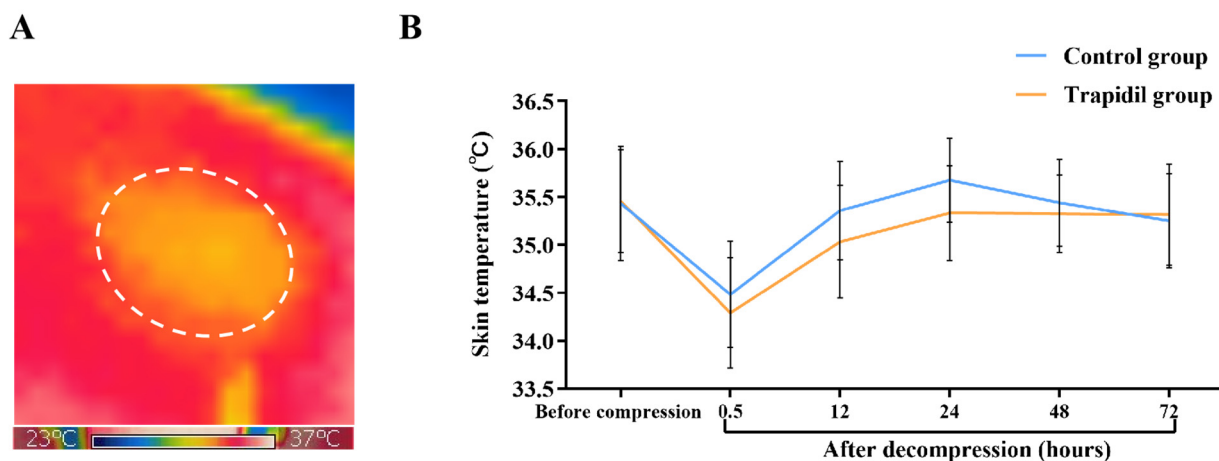 A
23°C
37°C
B
Control group
Trapidil group
Skin temperature (℃)
36.5
36.0
35.5
35.0
34.5
34.0
33.5
Before compression
0.5
12
24
48
72
After decompression (hours)